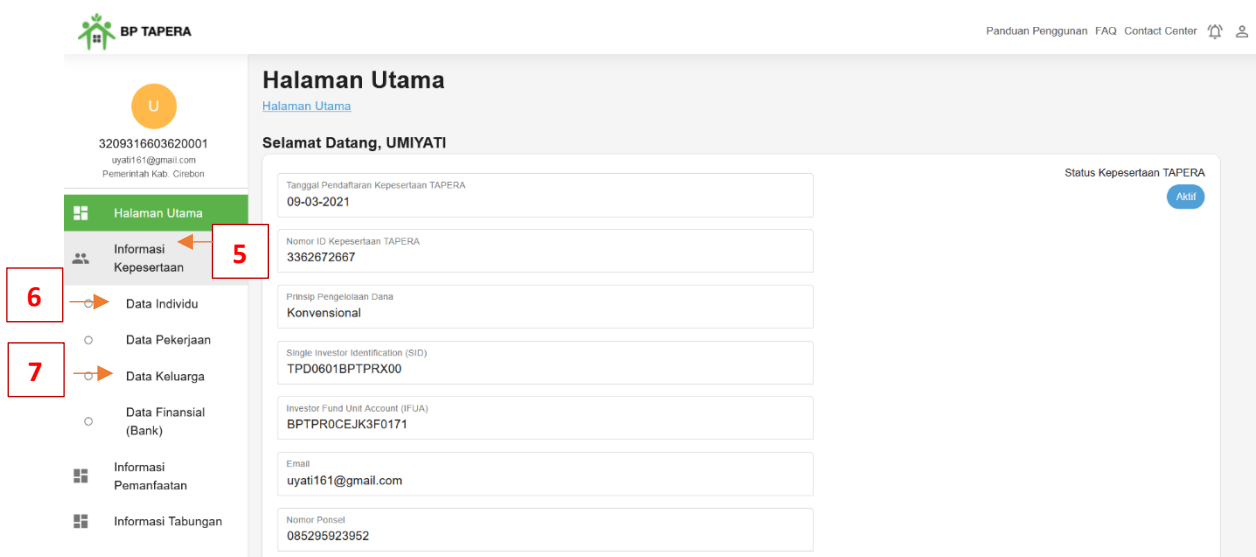 BP TAPERA
Panduan Penggunan FAQ Contact Center
U
3209316603620001
uyati161@gmail.com
Pemerintah Kab. Cirebon
Halaman Utama
Informasi
Kepesertaan
5
6
Data Individu
Data Pekerjaan
7
Data Keluarga
Data Finansial
(Bank)
Informasi
Pemanfaatan
Informasi Tabungan
Halaman Utama
Halaman Utama
Selamat Datang, UMIYATI
Status Kepesertaan TAPERA
Aktif
Tanggal Pendaftaran Kepesertaan TAPERA
09-03-2021
Nomor ID Kepesertaan TAPERA
3362672667
Prinsip Pengelolaan Dana
Konvensional
Single Investor Identification (SID)
TPD0601BPTPRX00
Investor Fund Unit Account (IFUA)
BPTPR0CEJK3F0171
Email
uyati161@gmail.com
Nomor Ponsel
085295923952